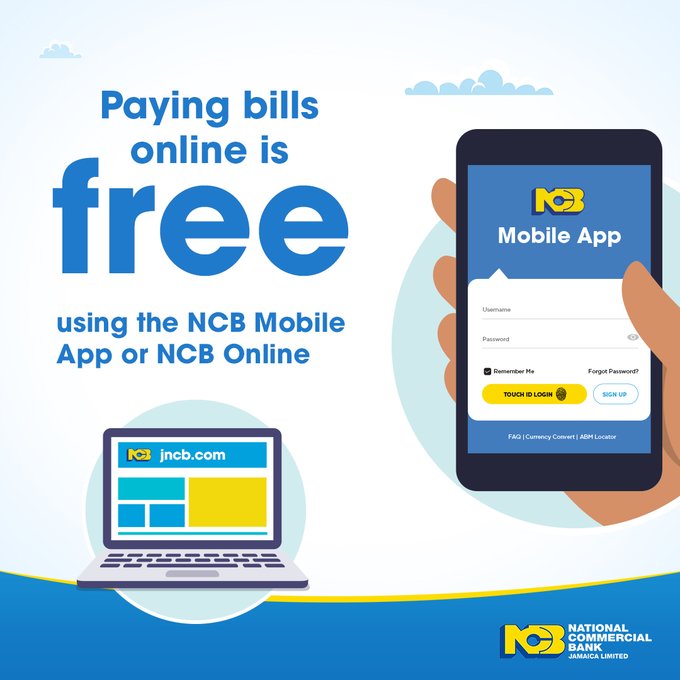 Paying bills
online is
free
using the NCB Mobile
App or NCB Online
NCB
Mobile App
Username
Password
Remember Me Forgot Password?
TOUCH ID LOGIN SIGN UP
FAQ | Currency Convert | ABM Locator
NCB jncb.com
NCB NATIONAL
COMMERCIAL
BANK
JAMAICA LIMITED